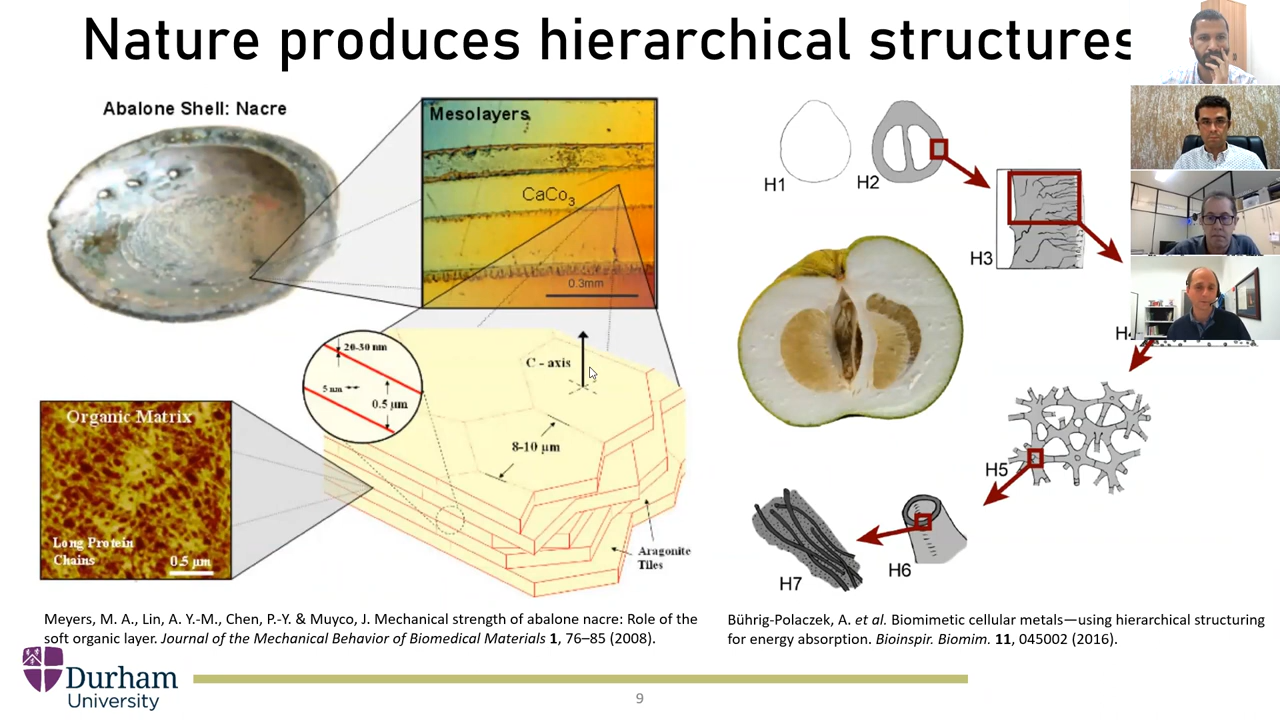 Nature produces hierarchical structures
Abalone Shell: Nacre
Mesolayers
CaCo3
0.3mm
20-30 nm
5 nm
0.5 µm
C - axis
8-10 µm
Organic Matrix
Long Protein
Chains
0.5 µm
Aragonite
Tiles
H1
H2
H3
H4
H5
H6
H7
Meyers, M. A., Lin, A. Y.-M., Chen, P.-Y. & Muyco, J. Mechanical strength of abalone nacre: Role of the
soft organic layer. Journal of the Mechanical Behavior of Biomedical Materials 1, 76–85 (2008).
Bührig-Polaczek, A. et al. Biomimetic cellular metals—using hierarchical structuring
for energy absorption. Bioinspir. Biomim. 11, 045002 (2016).
Durham
University
9